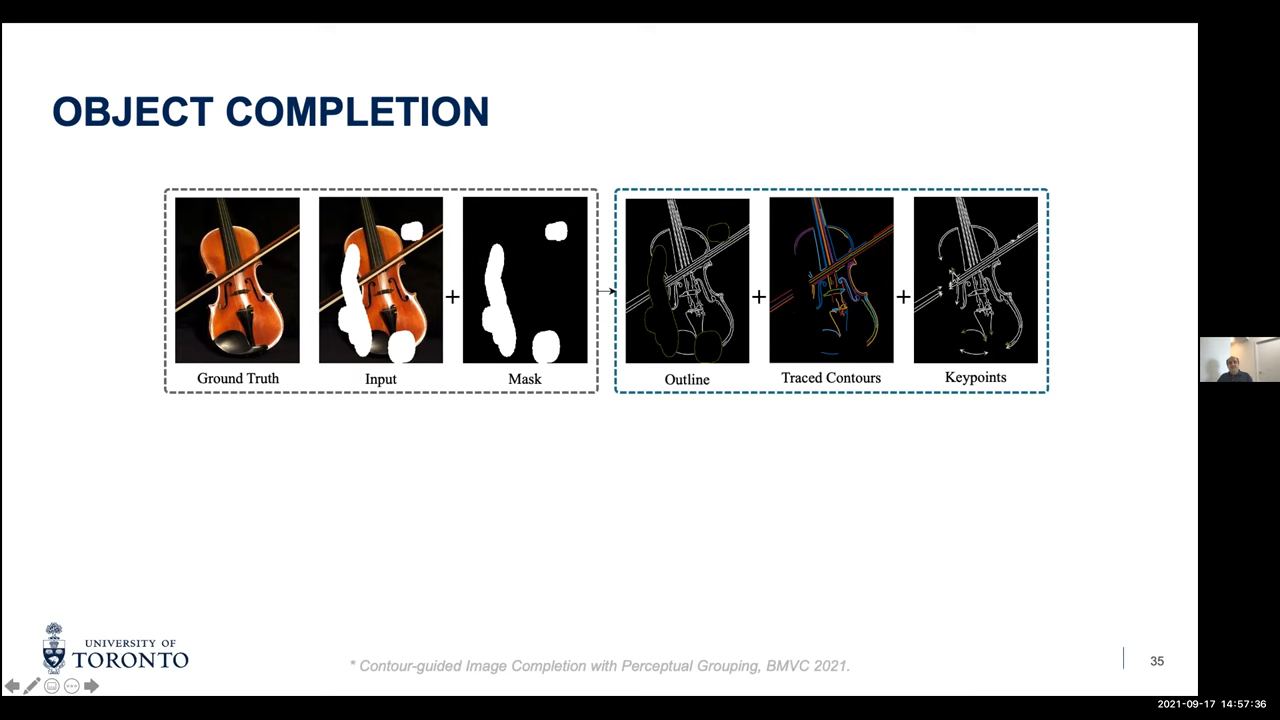 OBJECT COMPLETION
Ground Truth
Input
+
Mask
Outline
+
Traced Contours
+
Keypoints
UNIVERSITY OF
TORONTO
* Contour-guided Image Completion with Perceptual Grouping, BMVC 2021.
35
2021-09-17 14:57:36